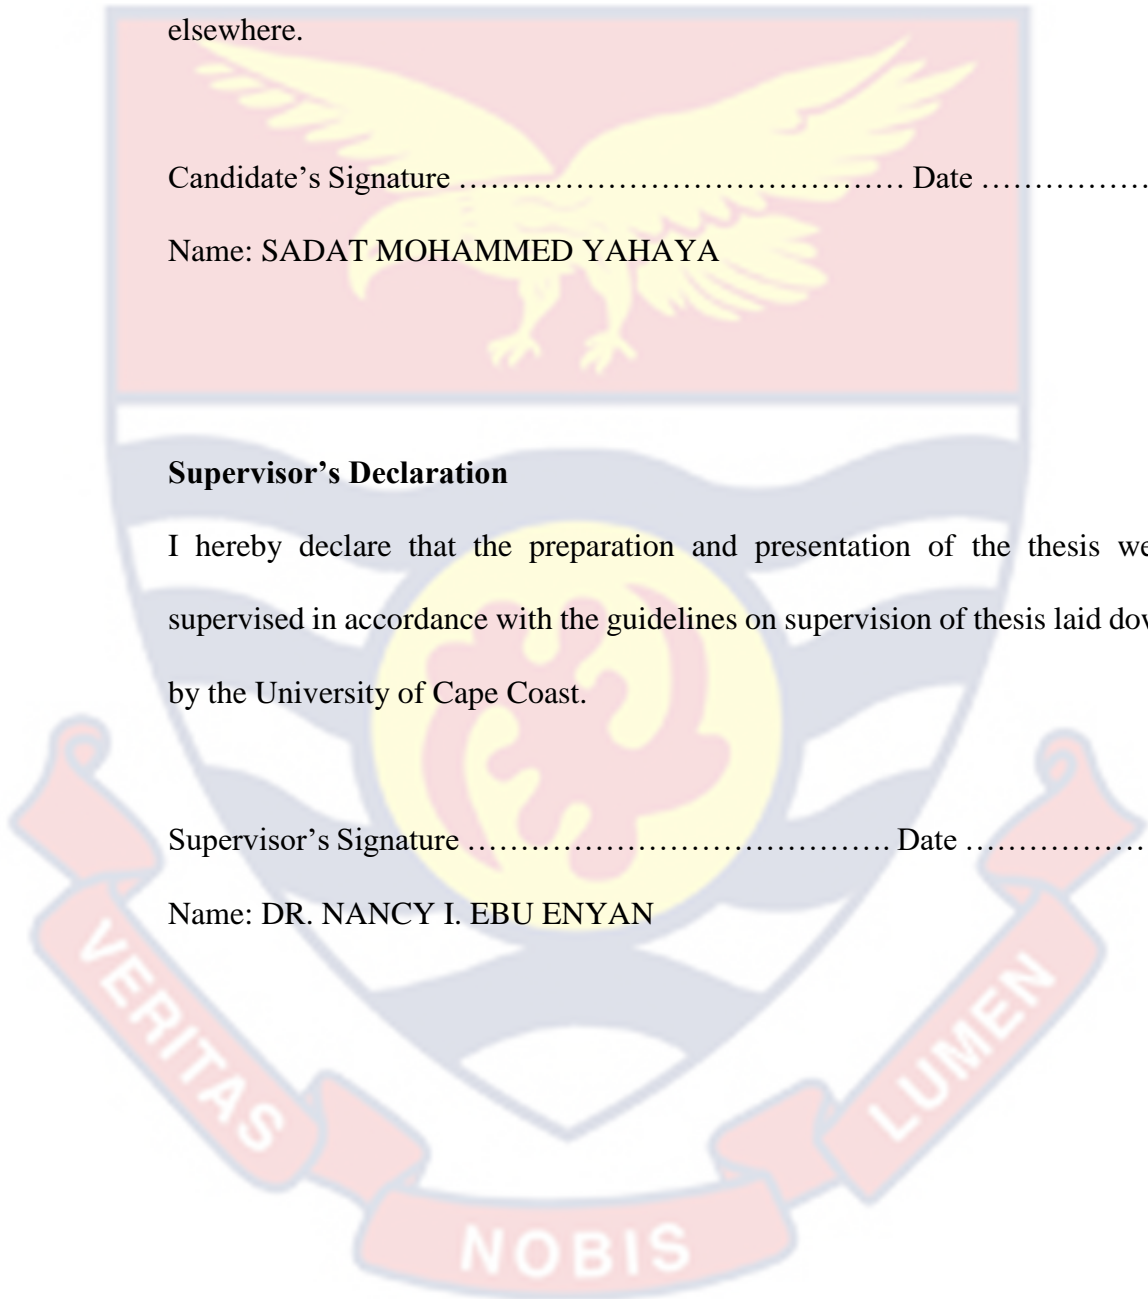 elsewhere.
Candidate’s Signature …………………………………… Date ……………
Name: SADAT MOHAMMED YAHAYA
Supervisor’s Declaration
I hereby declare that the preparation and presentation of the thesis we
supervised in accordance with the guidelines on supervision of thesis laid dow
by the University of Cape Coast.
Supervisor’s Signature …………………………………. Date ………………
Name: DR. NANCY I. EBU ENYAN
VERITAS
NOBIS
LUMEN